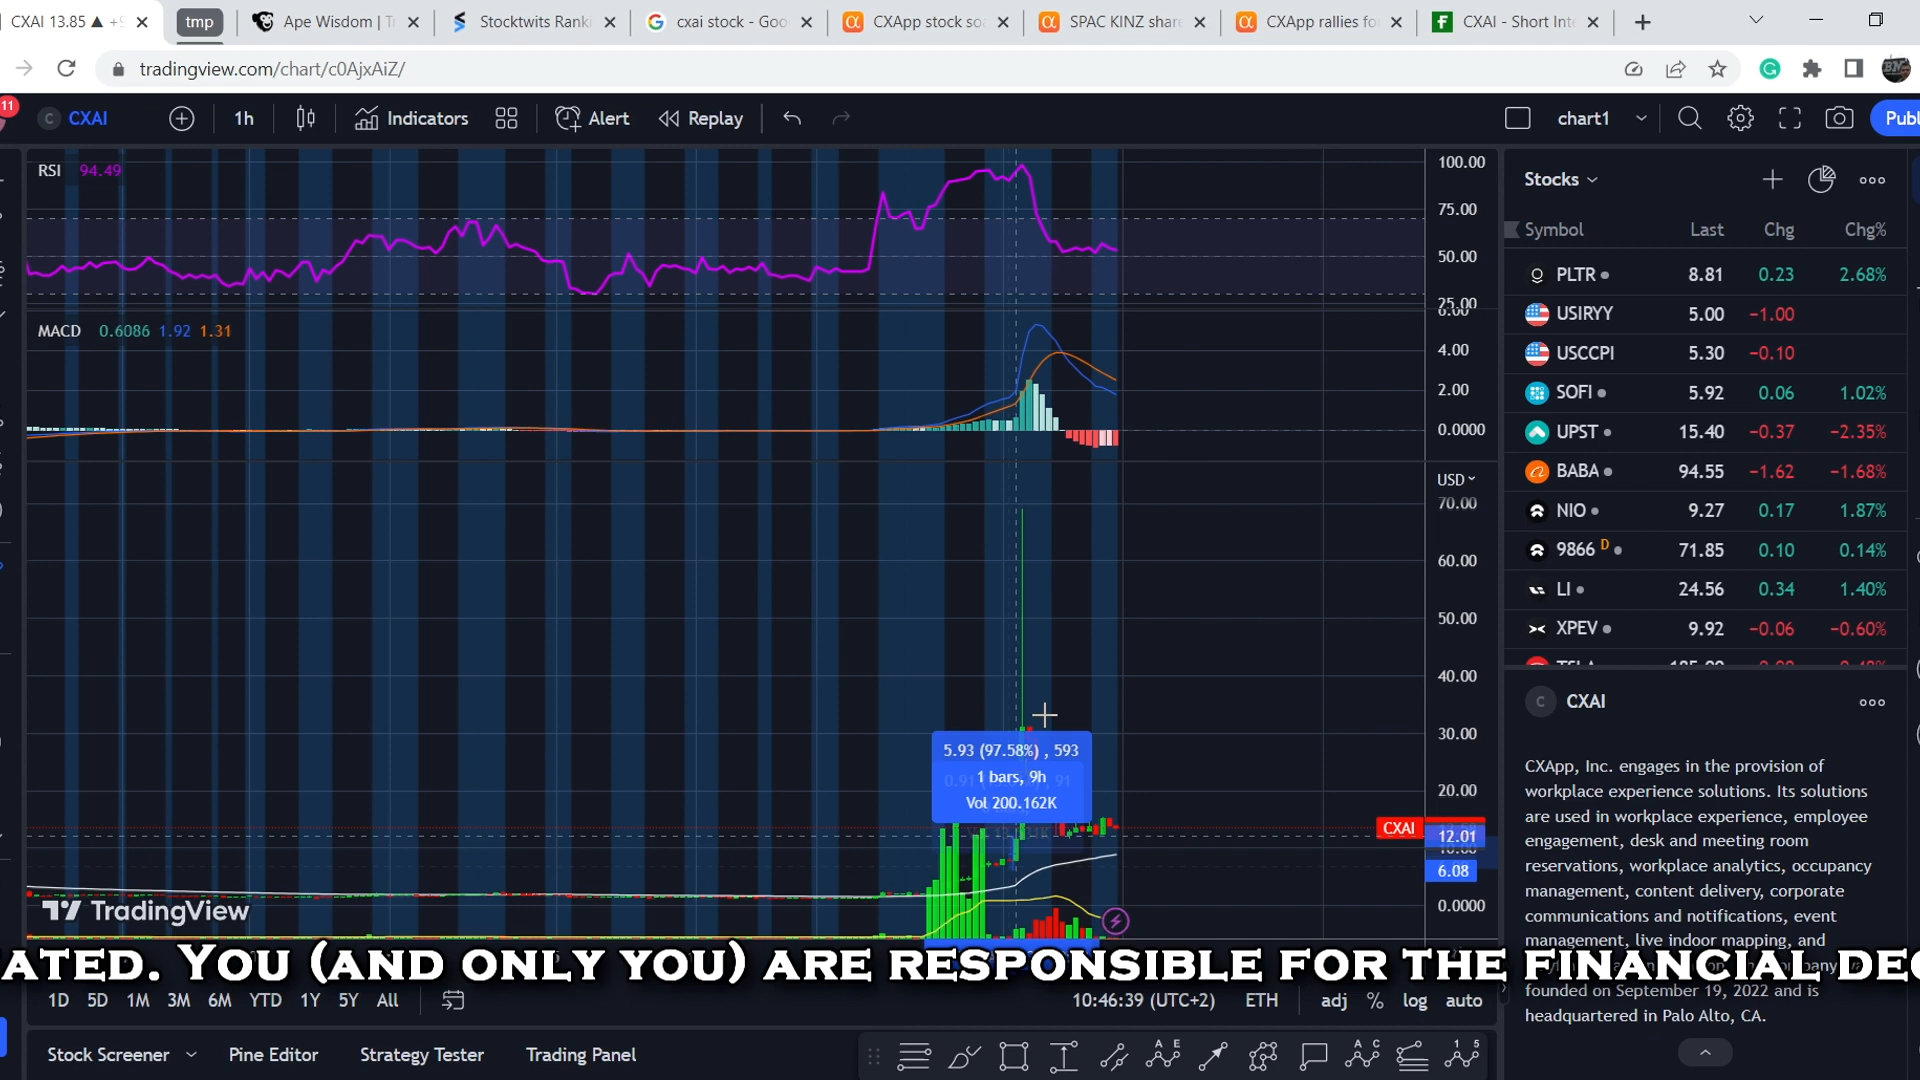 CXAI 13.85 ▲ +9
tmp
Ape Wisdom | Tr
Stocktwits Rank
cxai stock - Goo
CXApp stock soa
SPAC KINZ share
CXApp rallies fo
CXAI - Short Inte
tradingview.com/chart/c0AjxAiZ/
11
C CXAI
1h
Indicators
Alert
Replay
chart1
Publ
RSI 94.49
100.00
75.00
50.00
25.00
MACD 0.6086 1.92 1.31
6.00
4.00
2.00
0.0000
USD
70.00
60.00
50.00
40.00
30.00
20.00
0.0000
5.93 (97.58%) , 593
1 bars, 9h
Vol 200.162K
CXAI
12.01
6.08
TradingView
Stocks
Symbol Last Chg Chg%
PLTR 8.81 0.23 2.68%
USIRYY 5.00 −1.00
USCCPI 5.30 −0.10
SOFI 5.92 0.06 1.02%
UPST 15.40 −0.37 −2.35%
BABA 94.55 −1.62 −1.68%
NIO 9.27 0.17 1.87%
9866 D 71.85 0.10 0.14%
LI 24.56 0.34 1.40%
XPEV 9.92 −0.06 −0.60%
C CXAI
CXApp, Inc. engages in the provision of
workplace experience solutions. Its solutions
are used in workplace experience, employee
engagement, desk and meeting room
reservations, workplace analytics, occupancy
management, content delivery, corporate
communications and notifications, event
management, live indoor mapping, and
founded on September 19, 2022 and is
headquartered in Palo Alto, CA.
ATED. YOU (AND ONLY YOU) ARE RESPONSIBLE FOR THE FINANCIAL DEC
1D 5D 1M 3M 6M YTD 1Y 5Y All
10:46:39 (UTC+2)
ETH
adj % log auto
Stock Screener
Pine Editor
Strategy Tester
Trading Panel
A E
A C
1 5